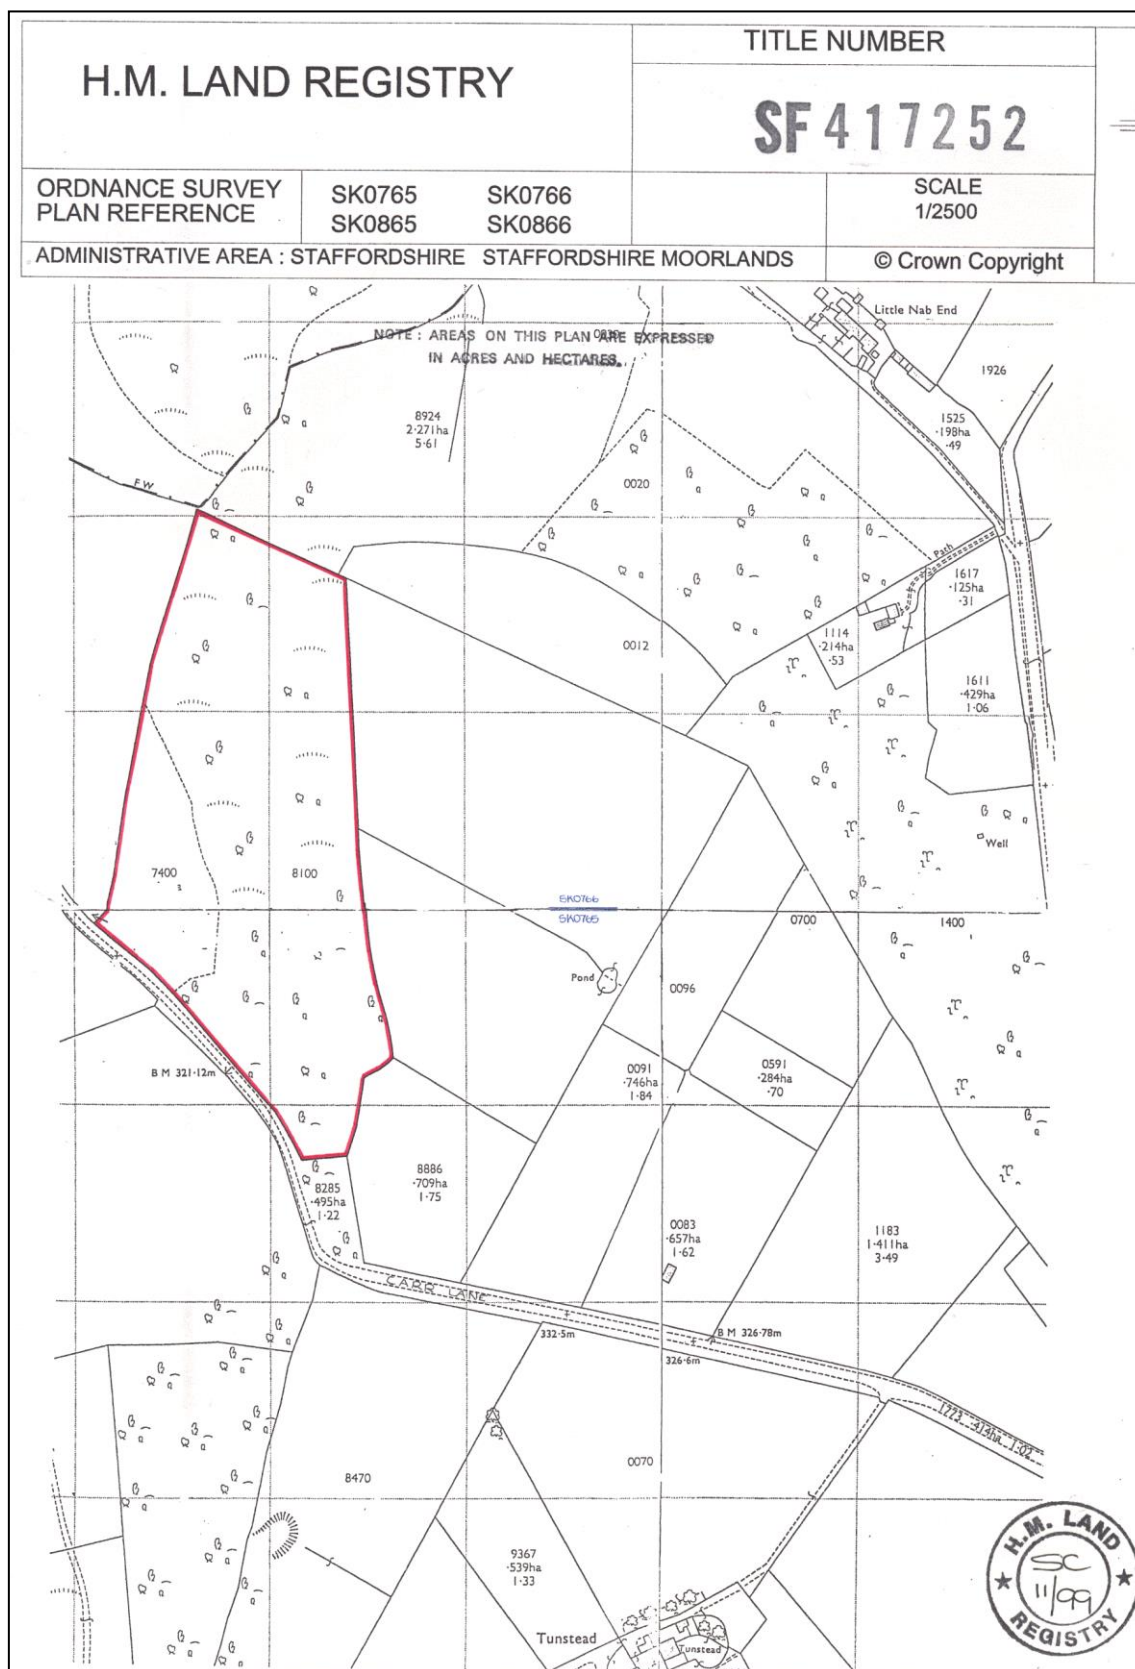 H.M. LAND REGISTRY
TITLE NUMBER
SF 417252
ORDNANCE SURVEY
PLAN REFERENCE
SK0765 SK0766
SK0865 SK0866
SCALE
1/2500
ADMINISTRATIVE AREA : STAFFORDSHIRE STAFFORDSHIRE MOORLANDS
© Crown Copyright
Little Nab End
NOTE : AREAS ON THIS PLAN ARE EXPRESSED
IN ACRES AND HECTARES.
1926
8924
2·271ha
5·61
1525
·198ha
·49
FW
0020
Path
1617
·125ha
·31
0012
1114
·214ha
·53
1611
·429ha
1·06
Well
7400
8100
SK0766
SK0765
0700
1400
Pond
0096
BM 321·12m
0091
·746ha
1·84
0591
·284ha
·70
8285
·495ha
1·22
8886
·709ha
1·75
0083
·657ha
1·62
1183
1·411ha
3·49
CARR LANE
332·5m
BM 326·78m
326·6m
1223 ·414ha 1·02
8470
0070
9367
·539ha
1·33
Tunstead
Tunstead
H.M. LAND
SC
11/99
REGISTRY